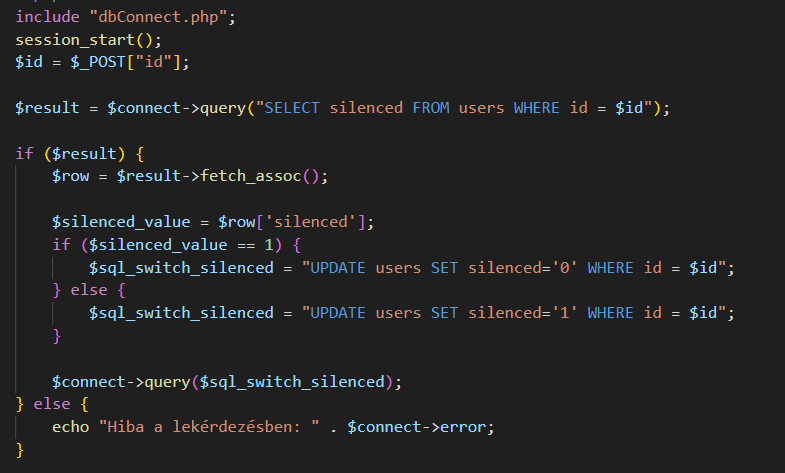 include "dbConnect.php";
session_start();
$id = $_POST["id"];
$result = $connect->query("SELECT silenced FROM users WHERE id = $id");
if ($result) {
$row = $result->fetch_assoc();
$silenced_value = $row['silenced'];
if ($silenced_value == 1) {
$sql_switch_silenced = "UPDATE users SET silenced='0' WHERE id = $id";
} else {
$sql_switch_silenced = "UPDATE users SET silenced='1' WHERE id = $id";
}
$connect->query($sql_switch_silenced);
} else {
echo "Hiba a lekérdezésben: " . $connect->error;
}